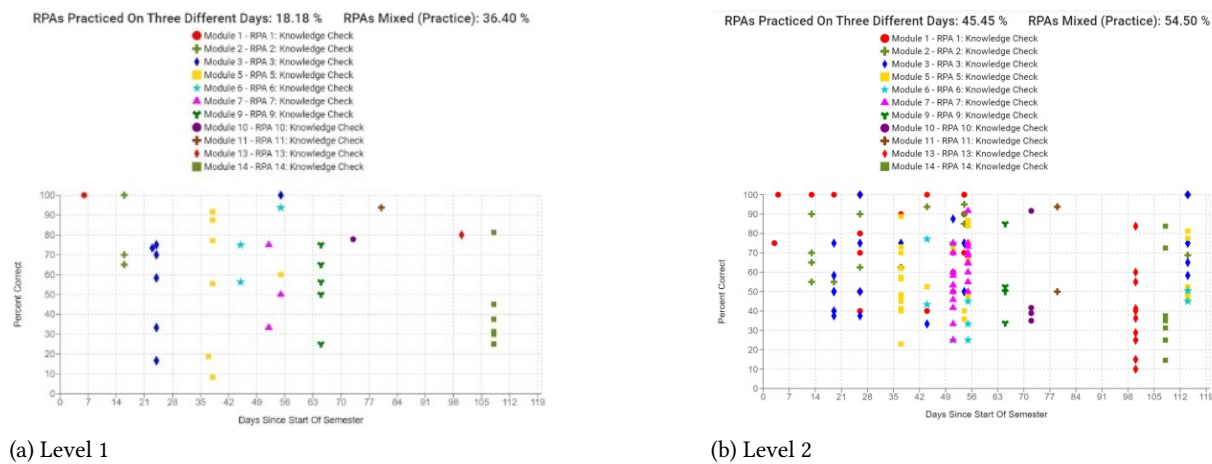 RPAs Practiced On Three Different Days: 18.18 % RPAs Mixed (Practice): 36.40 %
Module 1 - RPA 1: Knowledge Check
Module 2 - RPA 2: Knowledge Check
Module 3 - RPA 3: Knowledge Check
Module 5 - RPA 5: Knowledge Check
Module 6 - RPA 6: Knowledge Check
Module 7 - RPA 7: Knowledge Check
Module 9 - RPA 9: Knowledge Check
Module 10 - RPA 10: Knowledge Check
Module 11 - RPA 11: Knowledge Check
Module 13 - RPA 13: Knowledge Check
Module 14 - RPA 14: Knowledge Check
100
90
80
70
60
50
40
30
20
10
0
Percent Correct
0 7 14 21 28 35 42 49 56 63 70 77 84 91 98 105 112 119
Days Since Start Of Semester
(a) Level 1
RPAs Practiced On Three Different Days: 45.45 % RPAs Mixed (Practice): 54.50 %
Module 1 - RPA 1: Knowledge Check
Module 2 - RPA 2: Knowledge Check
Module 3 - RPA 3: Knowledge Check
Module 5 - RPA 5: Knowledge Check
Module 6 - RPA 6: Knowledge Check
Module 7 - RPA 7: Knowledge Check
Module 9 - RPA 9: Knowledge Check
Module 10 - RPA 10: Knowledge Check
Module 11 - RPA 11: Knowledge Check
Module 13 - RPA 13: Knowledge Check
Module 14 - RPA 14: Knowledge Check
100
90
80
70
60
50
40
30
20
10
0
Percent Correct
0 7 14 21 28 35 42 49 56 63 70 77 84 91 98 105 112 119
Days Since Start Of Semester
(b) Level 2